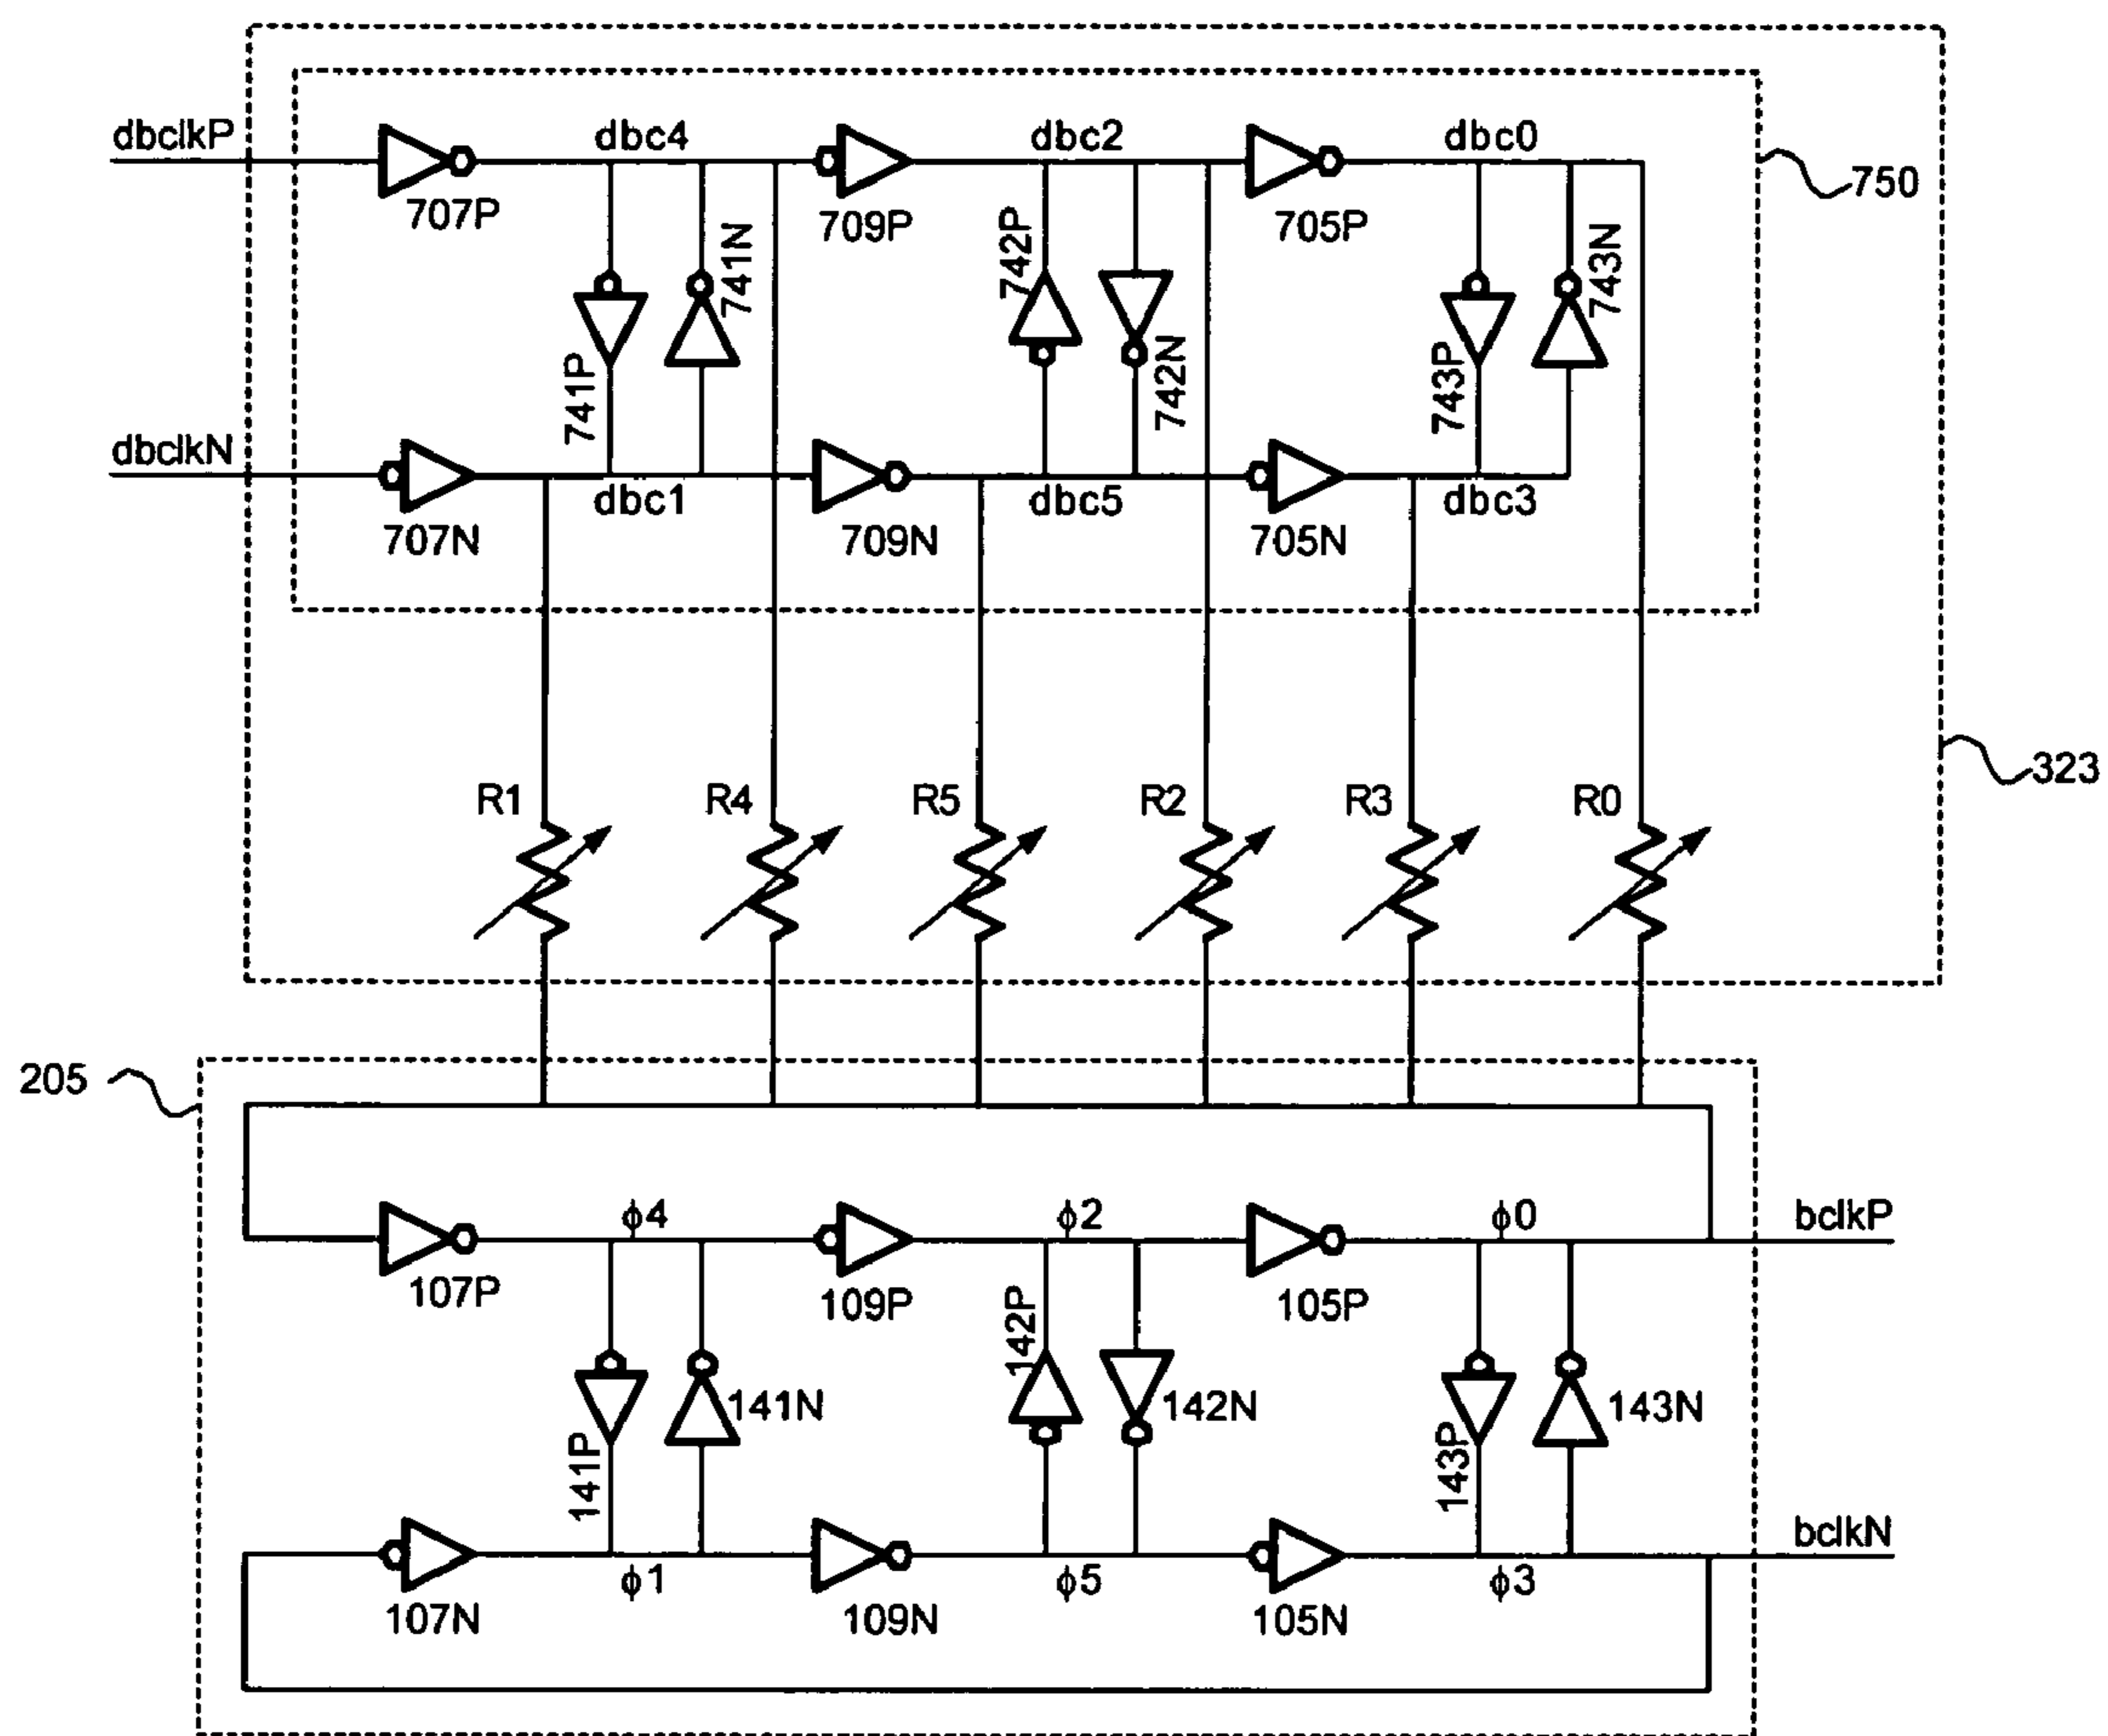 dbclkP
dbc4
dbc2
dbc0
750
707P
709P
705P
741N
742P
743N
741P
742N
743P
dbclkN
dbc1
dbc5
dbc3
707N
709N
705N
323
R1
R4
R5
R2
R3
R0
205
ϕ4
ϕ2
ϕ0
bclkP
107P
109P
105P
142P
141N
142N
143N
141P
143P
bclkN
ϕ1
ϕ5
ϕ3
107N
109N
105N